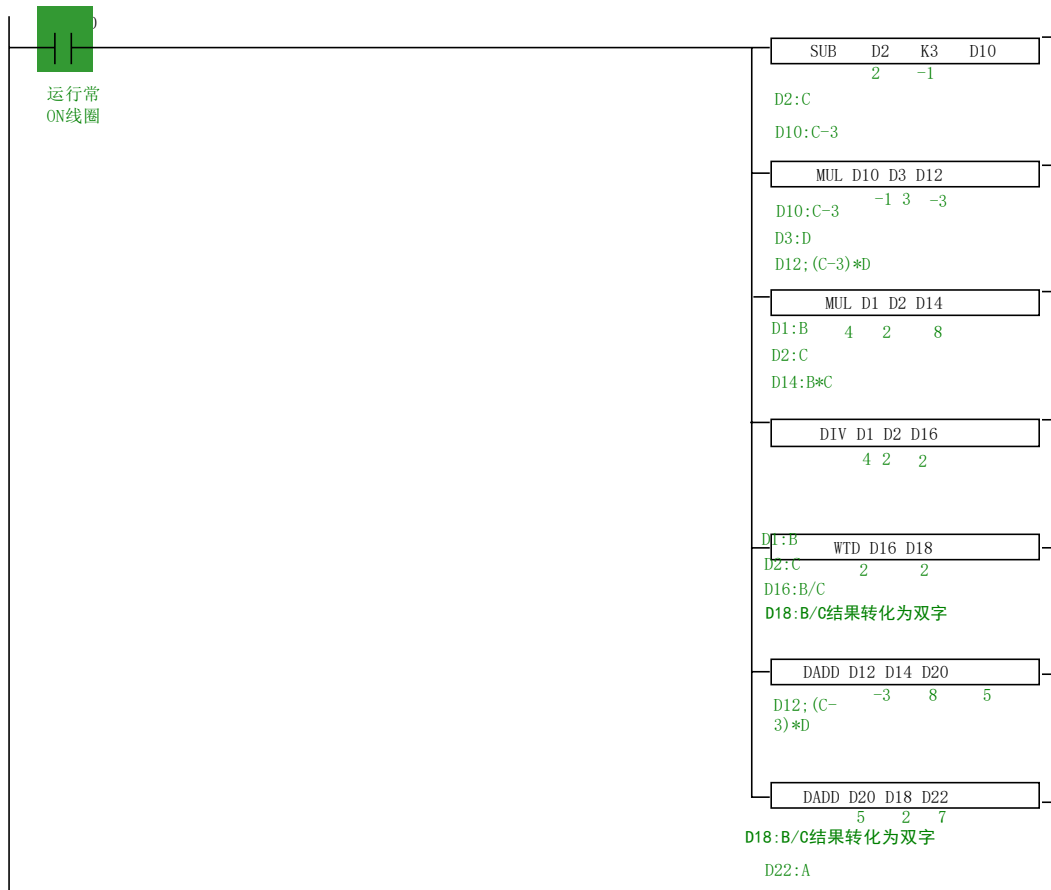 运行常
ON线圈
SUB D2 K3 D10
2 -1
D2:C
D10:C-3
MUL D10 D3 D12
-1 3 -3
D10:C-3
D3:D
D12;(C-3)*D
MUL D1 D2 D14
D1:B 4 2 8
D2:C
D14:B*C
DIV D1 D2 D16
4 2 2
D1:B
WTD D16 D18
D2:C
2 2
D16:B/C
D18:B/C结果转化为双字
DADD D12 D14 D20
-3 8 5
D12;(C-
3)*D
DADD D20 D18 D22
5 2 7
D18:B/C结果转化为双字
D22:A